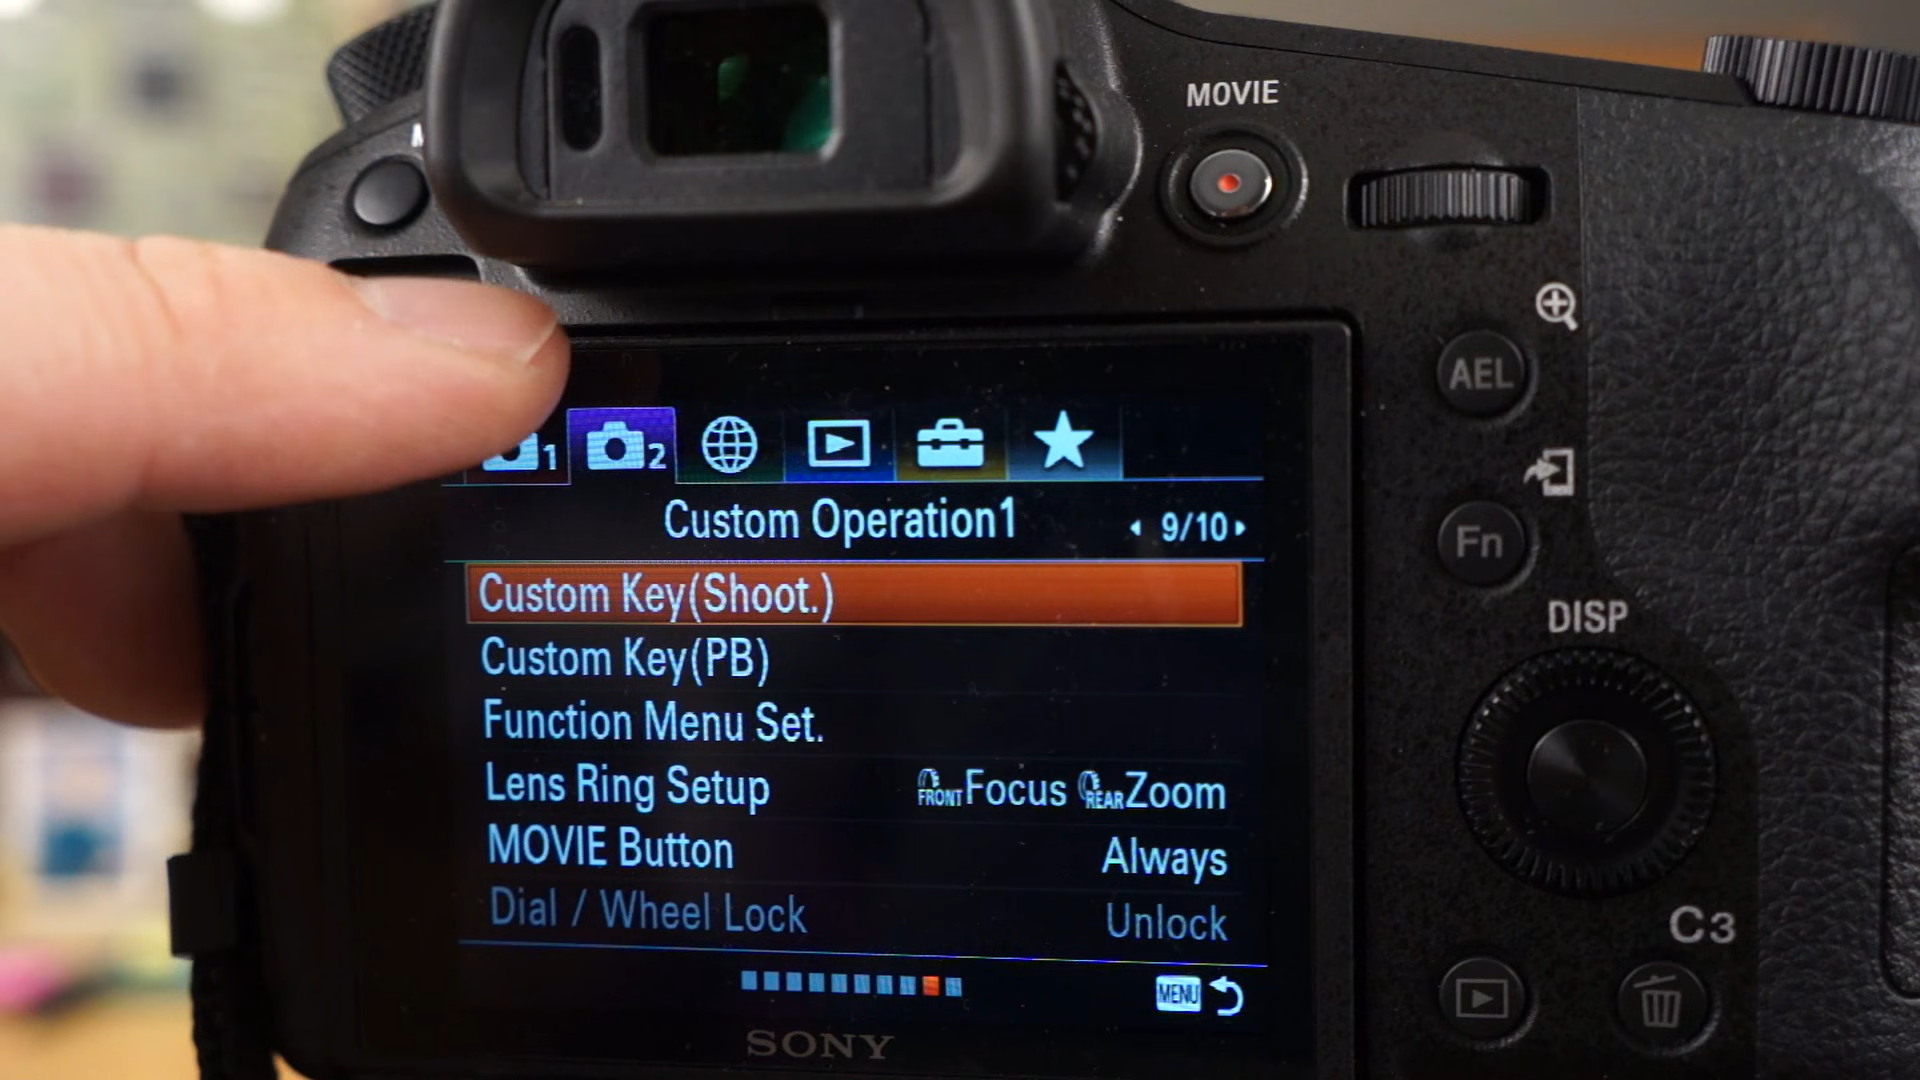 MOVIE
AEL
1
2
Custom Operation1
9/10
Fn
Custom Key(Shoot.)
DISP
Custom Key(PB)
Function Menu Set.
Lens Ring Setup FRONT Focus REAR Zoom
MOVIE Button Always
Dial / Wheel Lock Unlock
C3
MENU
SONY